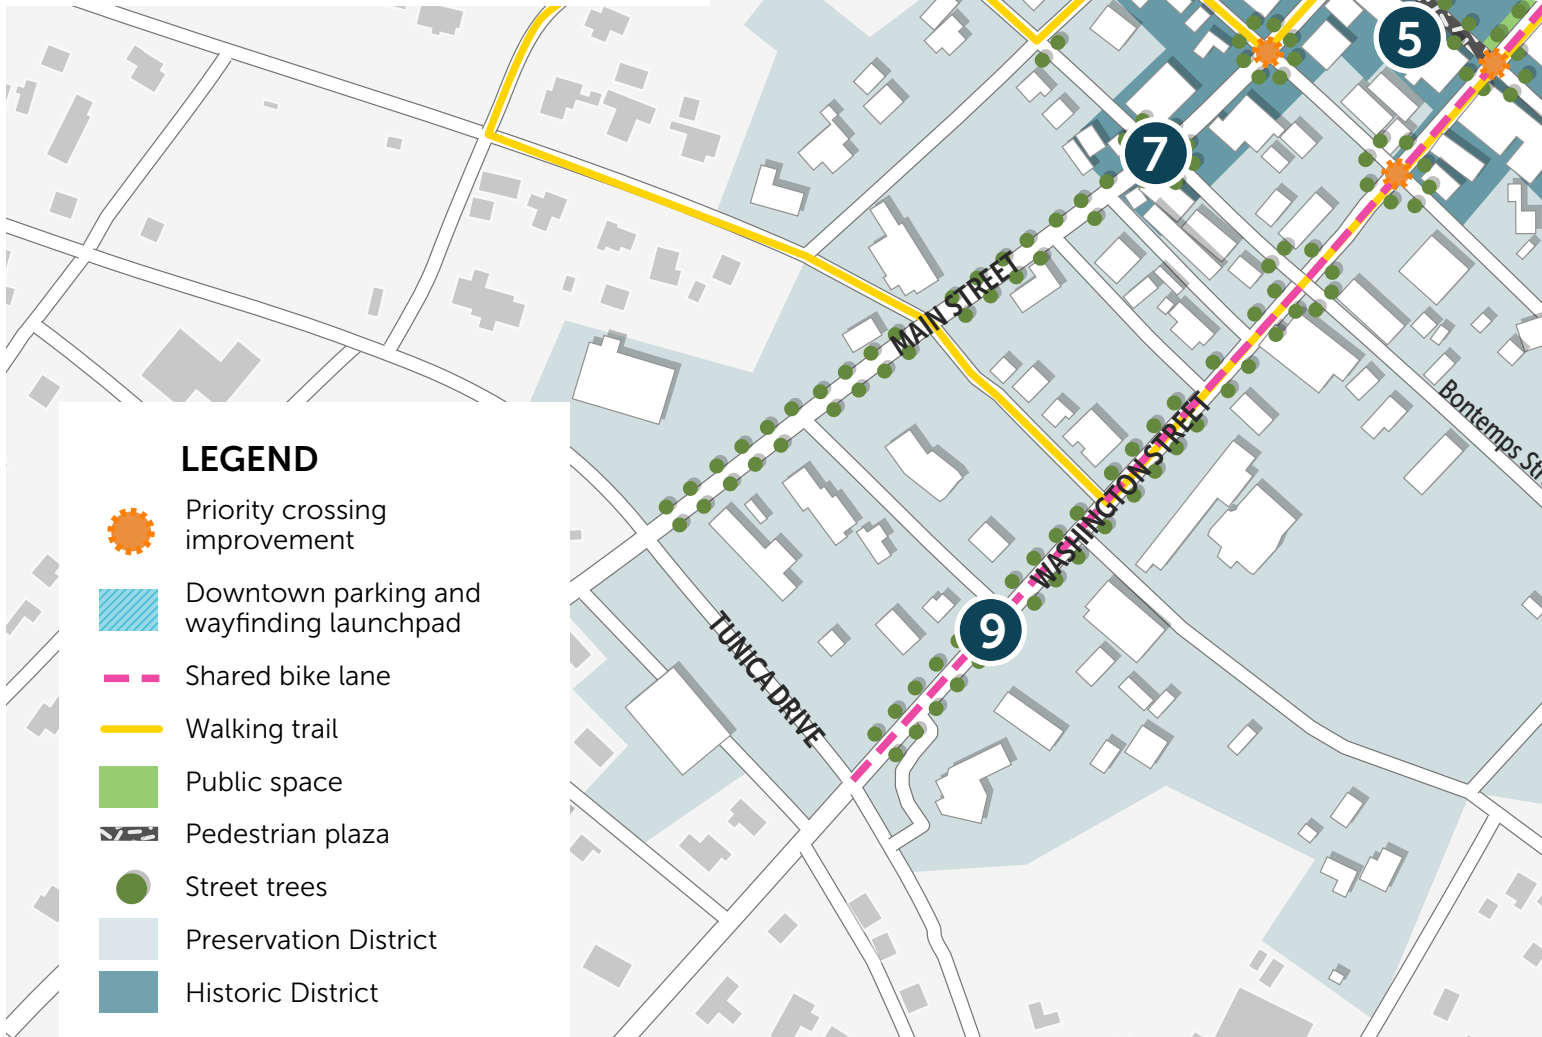 5
7
MAIN STREET
Bontemps Str
WASHINGTON STREET
9
TUNICA DRIVE
LEGEND
Priority crossing
improvement
Downtown parking and
wayfinding launchpad
Shared bike lane
Walking trail
Public space
Pedestrian plaza
Street trees
Preservation District
Historic District